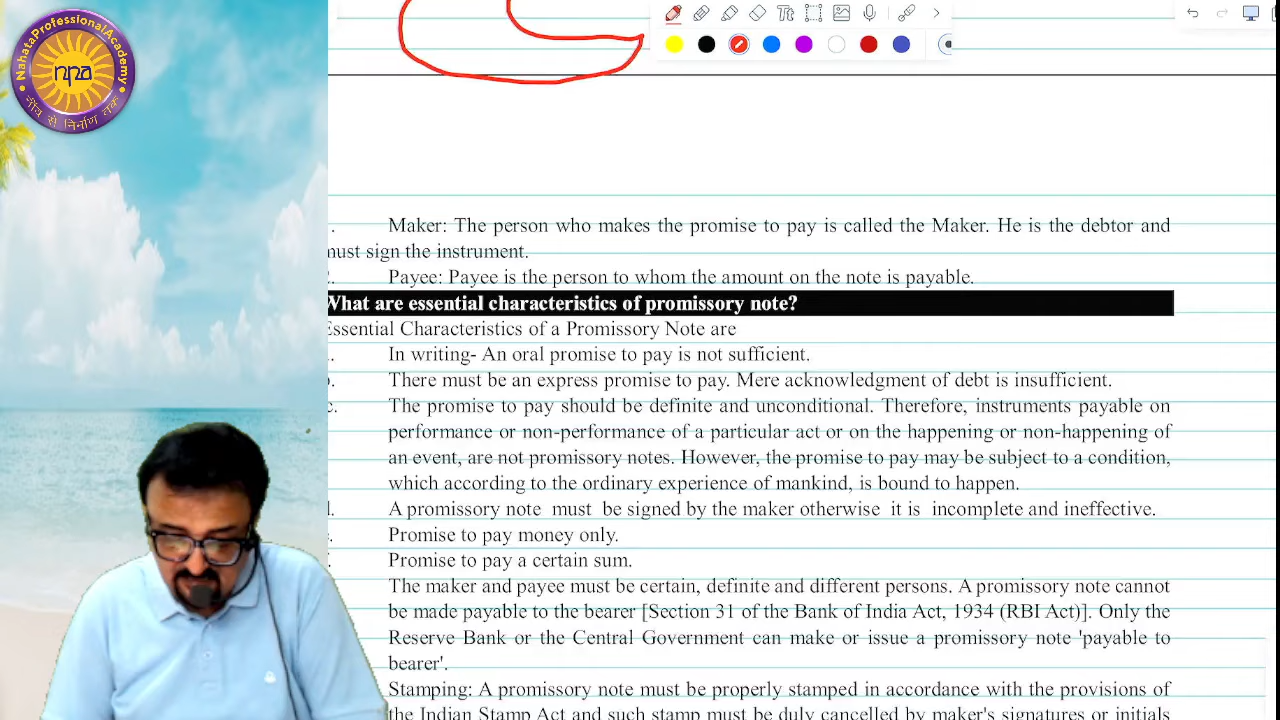 NahataProfessionalAcademy
npa
नींव से निर्माण तक
Tt
. Maker: The person who makes the promise to pay is called the Maker. He is the debtor and
must sign the instrument.
2. Payee: Payee is the person to whom the amount on the note is payable.
What are essential characteristics of promissory note?
Essential Characteristics of a Promissory Note are
. In writing- An oral promise to pay is not sufficient.
b. There must be an express promise to pay. Mere acknowledgment of debt is insufficient.
c. The promise to pay should be definite and unconditional. Therefore, instruments payable on
performance or non-performance of a particular act or on the happening or non-happening of
an event, are not promissory notes. However, the promise to pay may be subject to a condition,
which according to the ordinary experience of mankind, is bound to happen.
d. A promissory note must be signed by the maker otherwise it is incomplete and ineffective.
e. Promise to pay money only.
. Promise to pay a certain sum.
The maker and payee must be certain, definite and different persons. A promissory note cannot
be made payable to the bearer [Section 31 of the Bank of India Act, 1934 (RBI Act)]. Only the
Reserve Bank or the Central Government can make or issue a promissory note 'payable to
bearer'.
Stamping: A promissory note must be properly stamped in accordance with the provisions of
the Indian Stamp Act and such stamp must be duly cancelled by maker's signatures or initials